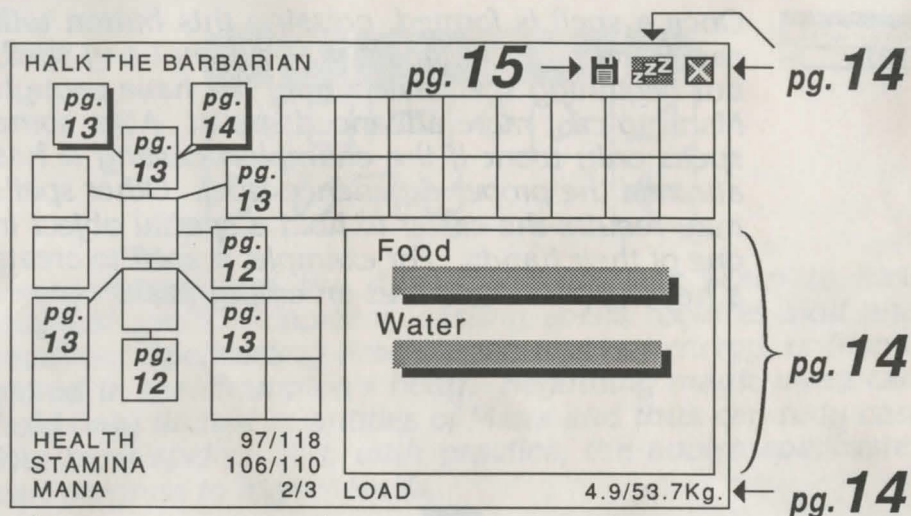 HALK THE BARBARIAN
pg. 15
zzz
pg. 14
pg. 13
pg. 14
pg. 13
pg. 13
pg. 12
Food
Water
pg. 13
pg. 13
pg. 12
pg. 14
HEALTH 97/118
STAMINA 106/110
MANA 2/3
LOAD 4.9/53.7Kg.
pg. 14